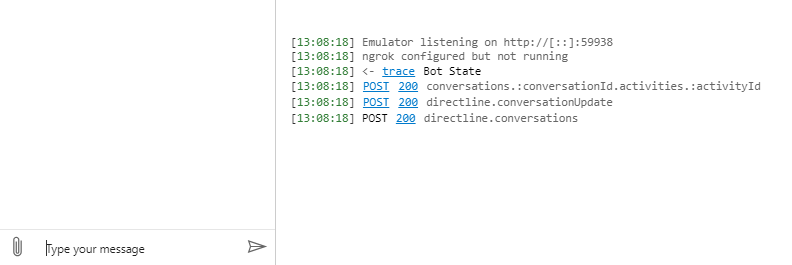 [13:08:18] Emulator listening on http://[::]:59938
[13:08:18] ngrok configured but not running
[13:08:18] <- trace Bot State
[13:08:18] POST 200 conversations.:conversationId.activities.:activityId
[13:08:18] POST 200 directline.conversationUpdate
[13:08:18] POST 200 directline.conversations
Type your message